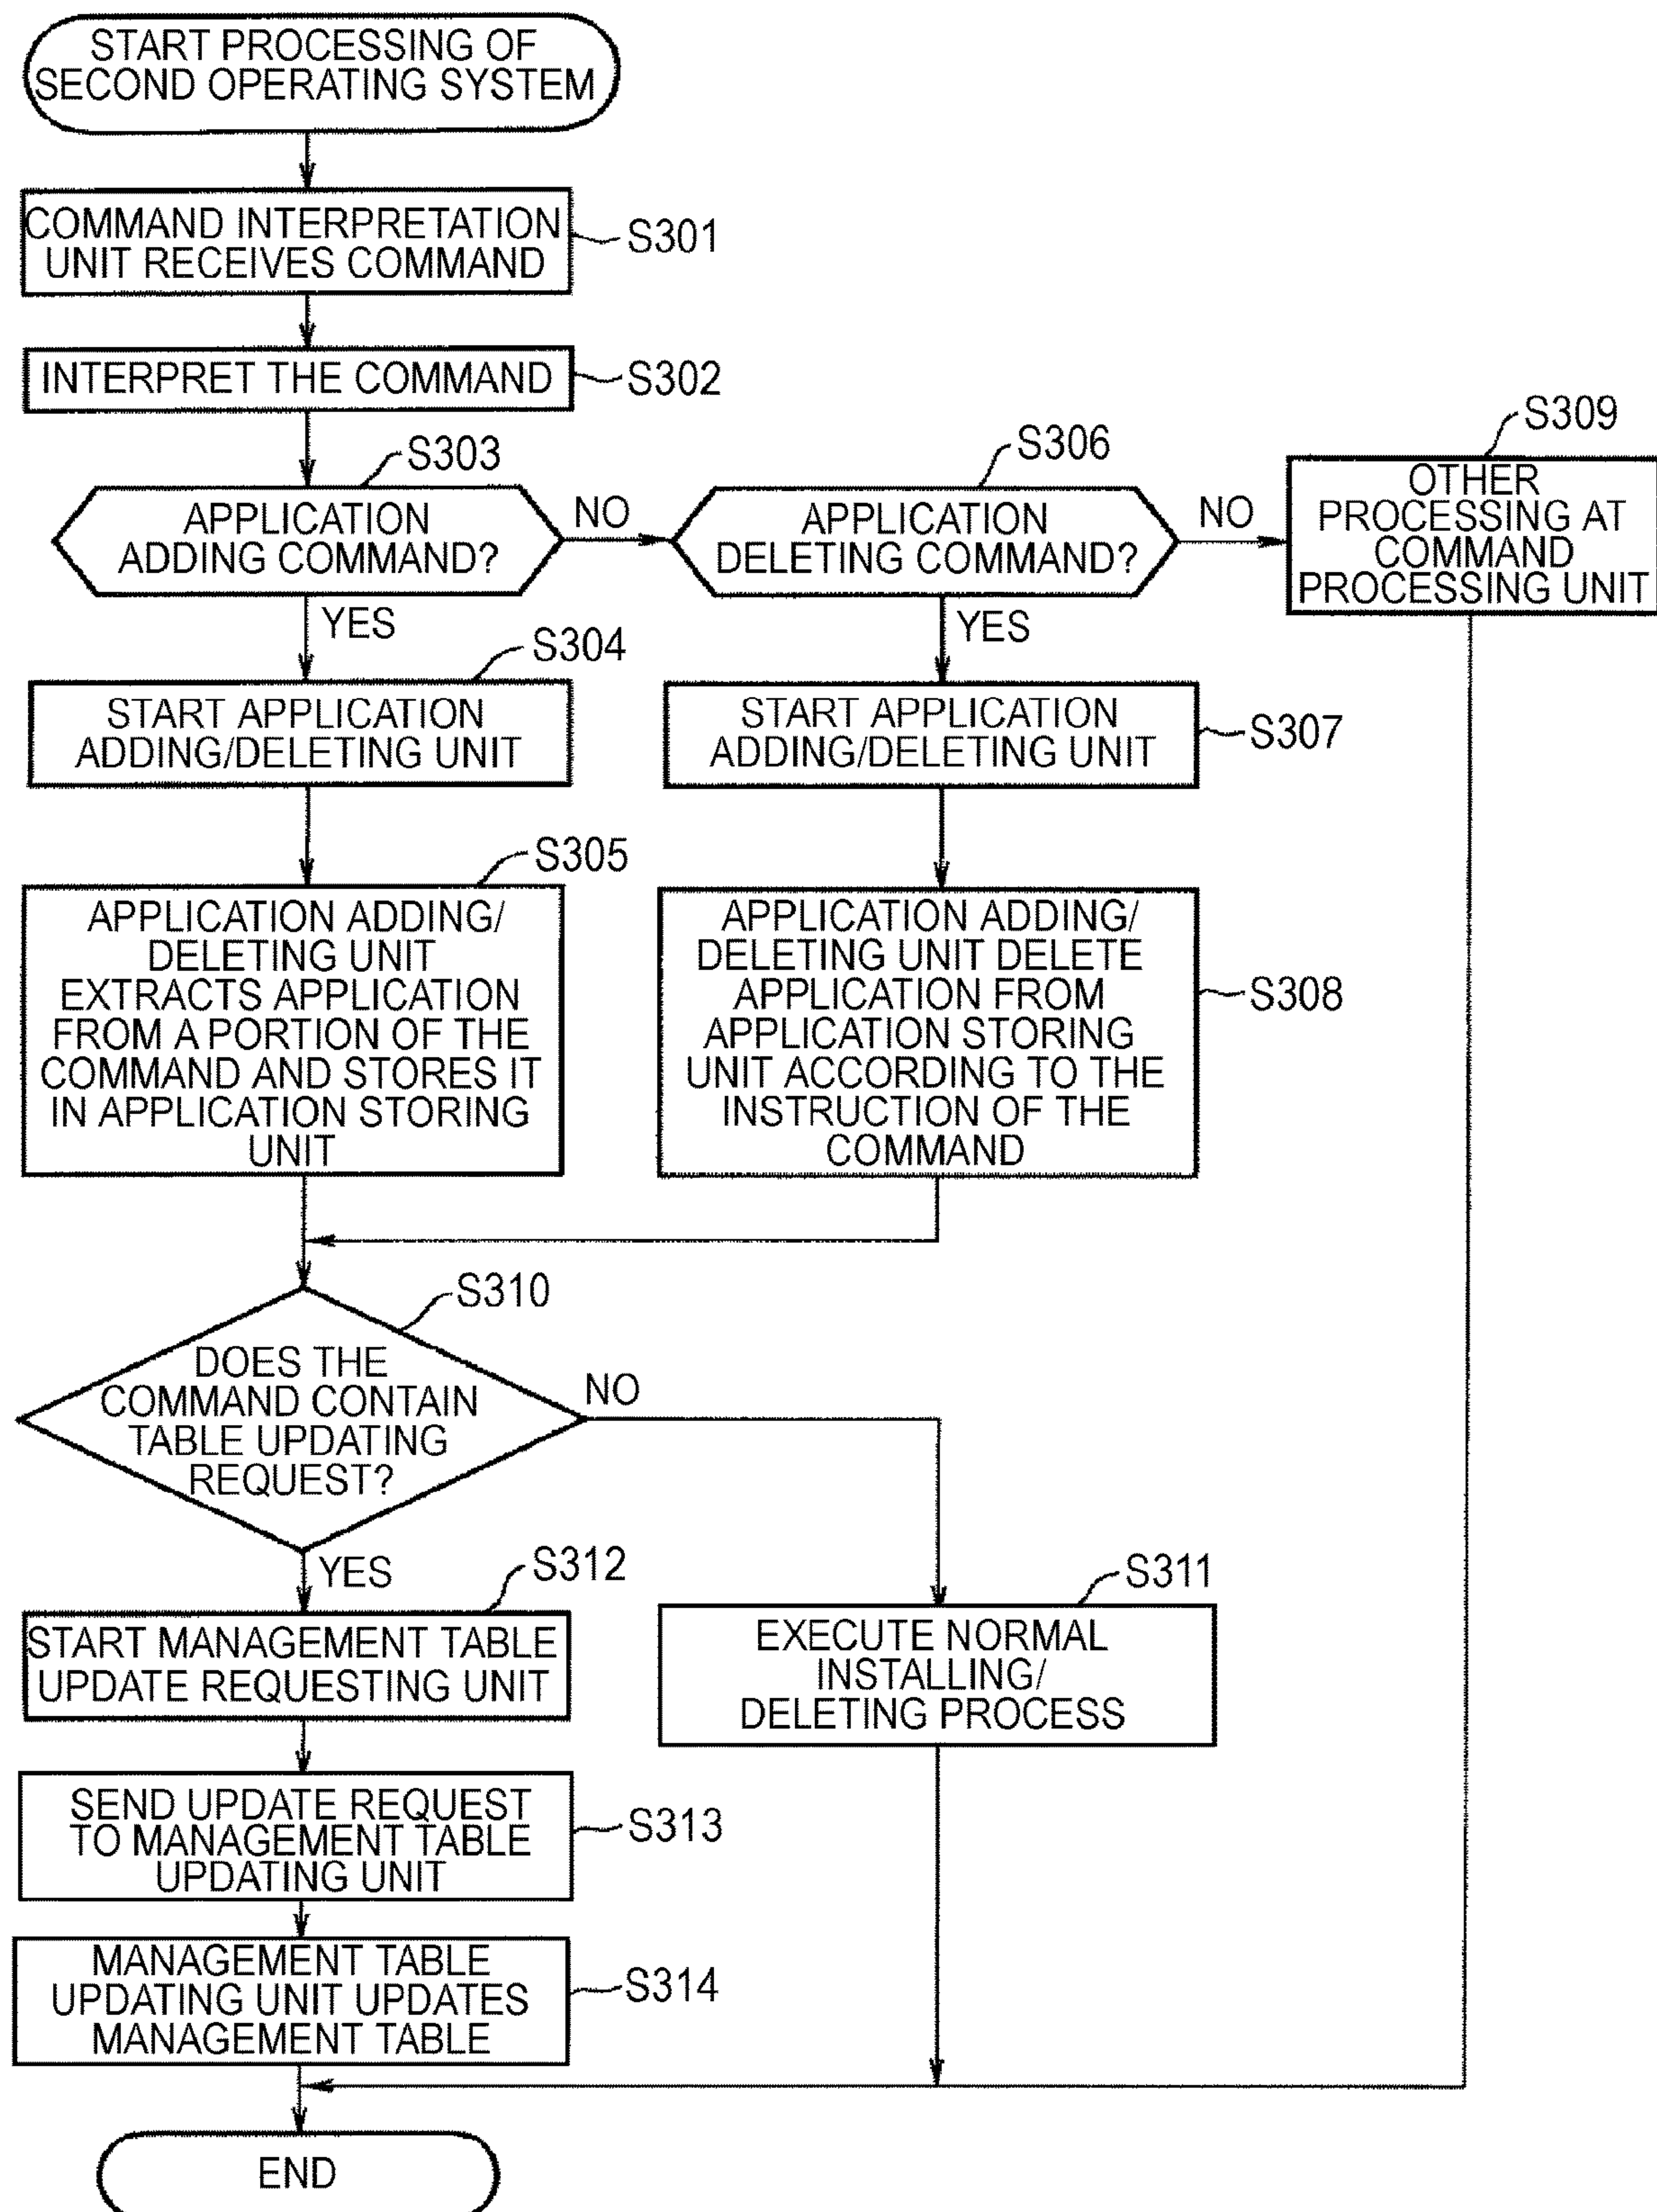 START PROCESSING OF
SECOND OPERATING SYSTEM
COMMAND INTERPRETATION
UNIT RECEIVES COMMAND
S301
INTERPRET THE COMMAND
S302
S303
APPLICATION
ADDING COMMAND?
NO
YES
S306
APPLICATION
DELETING COMMAND?
NO
YES
S309
OTHER
PROCESSING AT
COMMAND
PROCESSING UNIT
S304
START APPLICATION
ADDING/DELETING UNIT
START APPLICATION
ADDING/DELETING UNIT
S307
S305
APPLICATION ADDING/
DELETING UNIT
EXTRACTS APPLICATION
FROM A PORTION OF THE
COMMAND AND STORES IT
IN APPLICATION STORING
UNIT
APPLICATION ADDING/
DELETING UNIT DELETE
APPLICATION FROM
APPLICATION STORING
UNIT ACCORDING TO THE
INSTRUCTION OF THE
COMMAND
S308
S310
DOES THE
COMMAND CONTAIN
TABLE UPDATING
REQUEST?
NO
YES
S312
START MANAGEMENT TABLE
UPDATE REQUESTING UNIT
S311
EXECUTE NORMAL
INSTALLING/
DELETING PROCESS
SEND UPDATE REQUEST
TO MANAGEMENT TABLE
UPDATING UNIT
S313
MANAGEMENT TABLE
UPDATING UNIT UPDATES
MANAGEMENT TABLE
S314
END